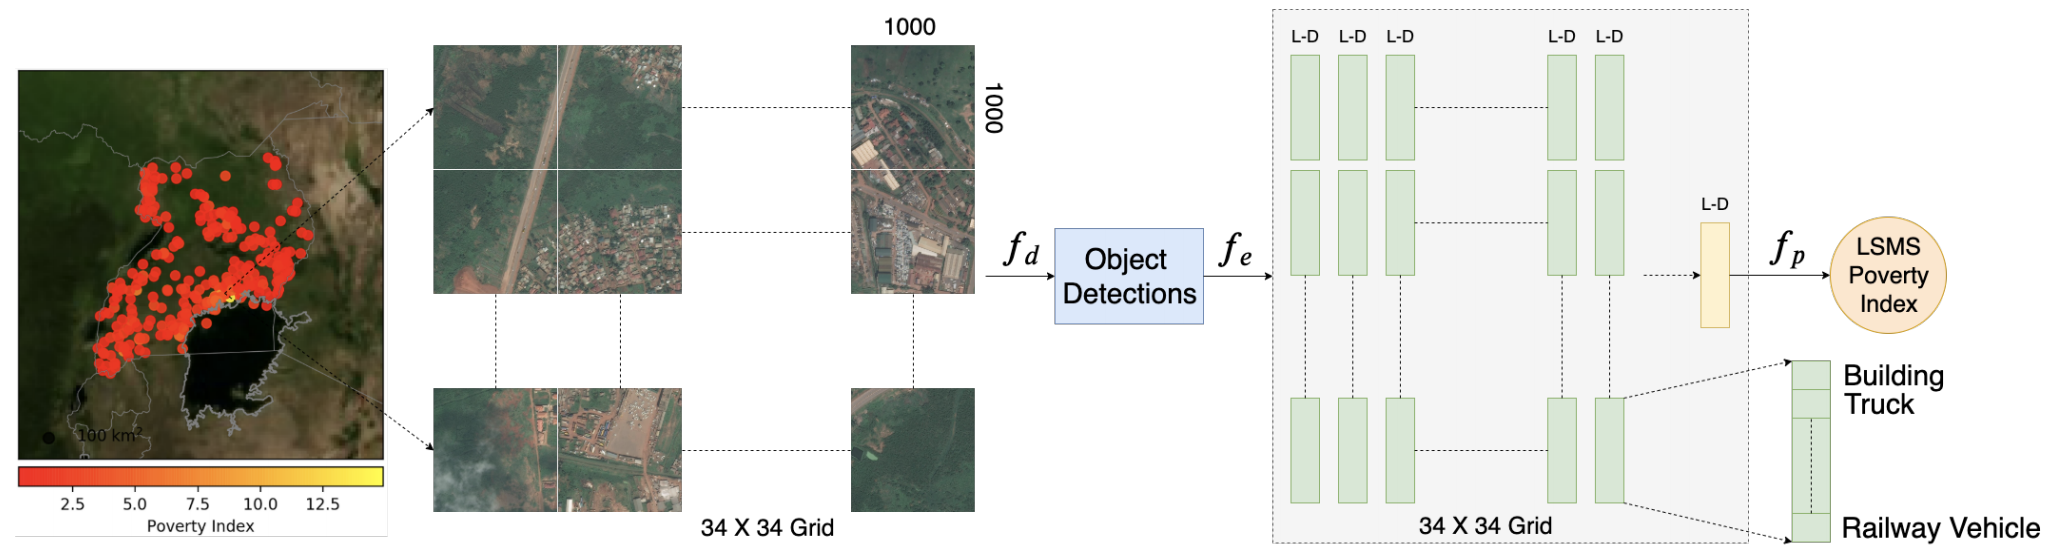 100 km²
2.5 5.0 7.5 10.0 12.5
Poverty Index
1000
1000
34 X 34 Grid
f_d
Object
Detections
f_e
L-D L-D L-D L-D L-D
34 X 34 Grid
L-D
f_p
LSMS
Poverty
Index
Building
Truck
Railway Vehicle